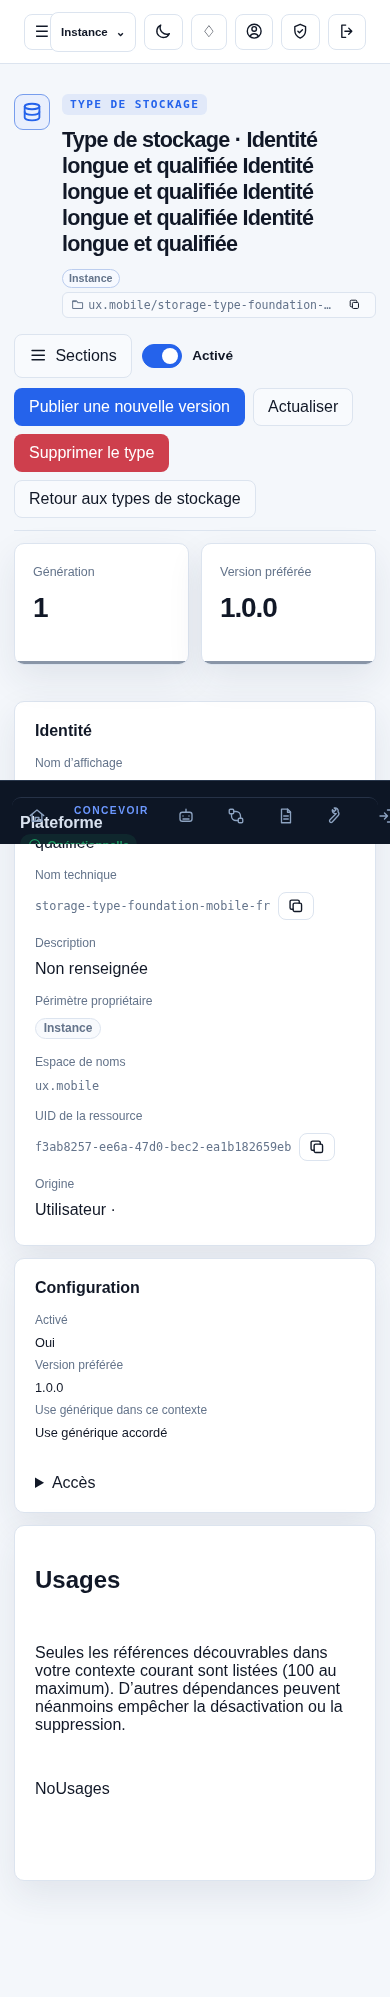 Instance
TYPE DE STOCKAGE
Type de stockage · Identité
longue et qualifiée Identité
longue et qualifiée Identité
longue et qualifiée Identité
longue et qualifiée
Instance
ux.mobile/storage-type-foundation-…
Sections
Activé
Publier une nouvelle version
Actualiser
Supprimer le type
Retour aux types de stockage
Génération
1
Version préférée
1.0.0
Identité
Nom d’affichage
CONCEVOIR
Plateforme
qualifiée
Nom technique
storage-type-foundation-mobile-fr
Description
Non renseignée
Périmètre propriétaire
Instance
Espace de noms
ux.mobile
UID de la ressource
f3ab8257-ee6a-47d0-bec2-ea1b182659eb
Origine
Utilisateur ·
Configuration
Activé
Oui
Version préférée
1.0.0
Use générique dans ce contexte
Use générique accordé
Accès
Usages
Seules les références découvrables dans
votre contexte courant sont listées (100 au
maximum). D’autres dépendances peuvent
néanmoins empêcher la désactivation ou la
suppression.
NoUsages